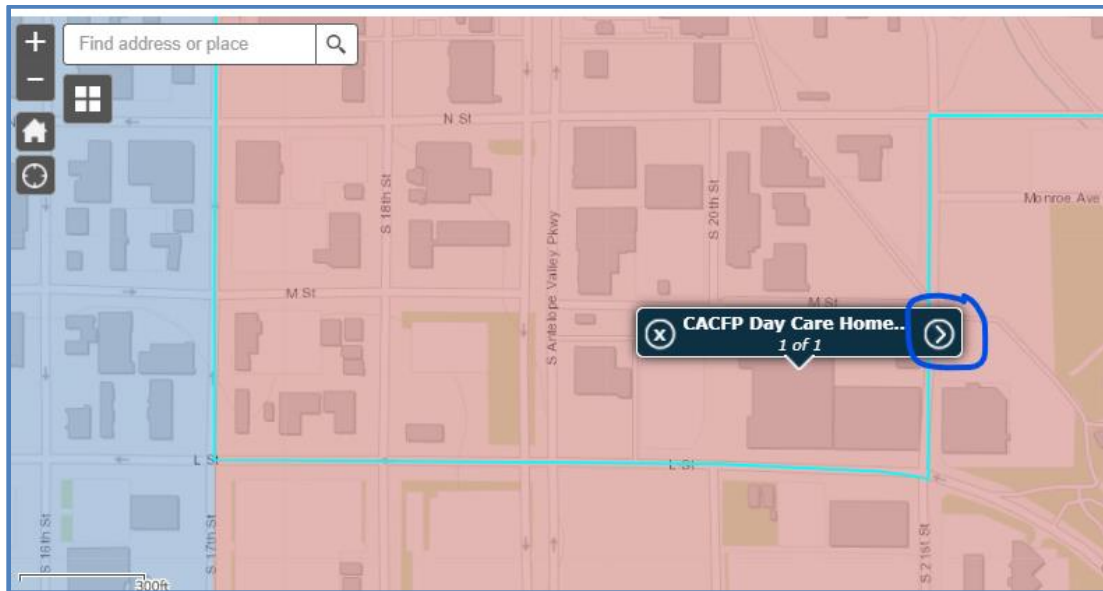 +
Find address or place
−
N St
S 18th St
S Antelope Valley Pkwy
S 20th St
Monroe Ave
M St
M St
CACFP Day Care Home..
1 of 1
L St
L St
S 16th St
S 17th St
S 21st St
300ft